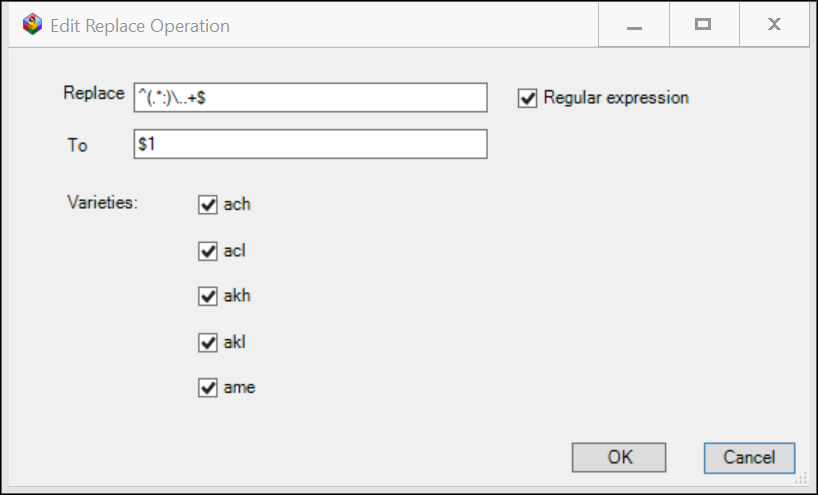 Edit Replace Operation
Replace ^(.*:)\..+$ Regular expression
To $1
Varieties: ach
acl
akh
akl
ame
OK Cancel